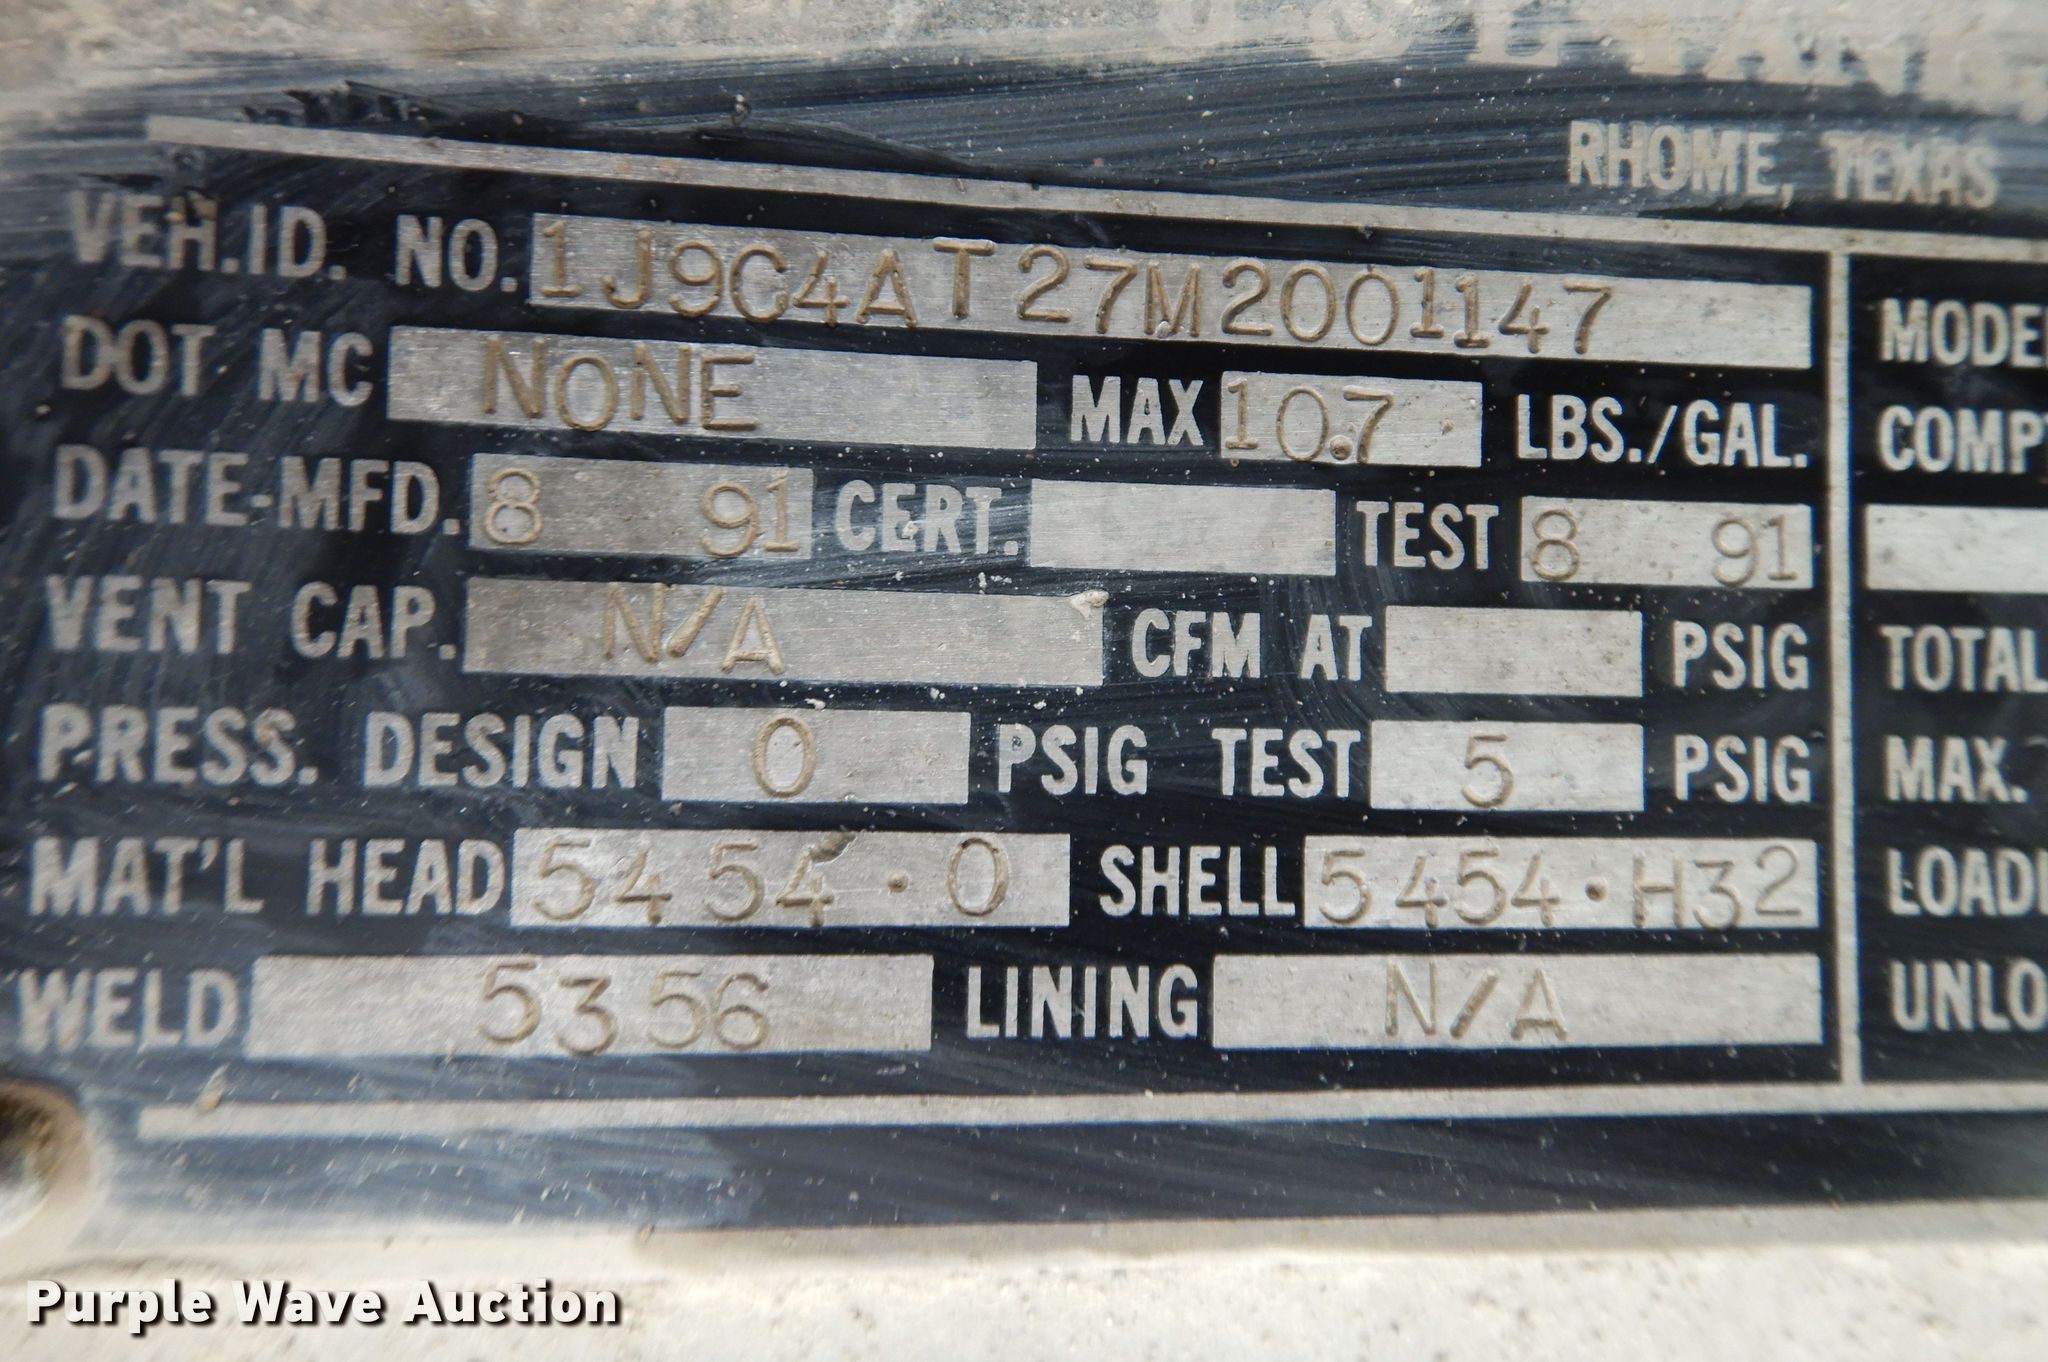 TANK
RHOME, TEXAS
VEH.ID. NO. 1J9C4AT27M2001147
DOT MC NONE MAX 10.7 LBS./GAL.
DATE-MFD. 8 91 CERT. TEST 8 91
VENT CAP. N/A CFM AT PSIG
PRESS. DESIGN 0 PSIG TEST 5 PSIG
MAT'L HEAD 5454.0 SHELL 5454.H32
WELD 5356 LINING N/A
MODE
COMP
TOTAL
MAX.
LOADI
UNLO
Purple Wave Auction